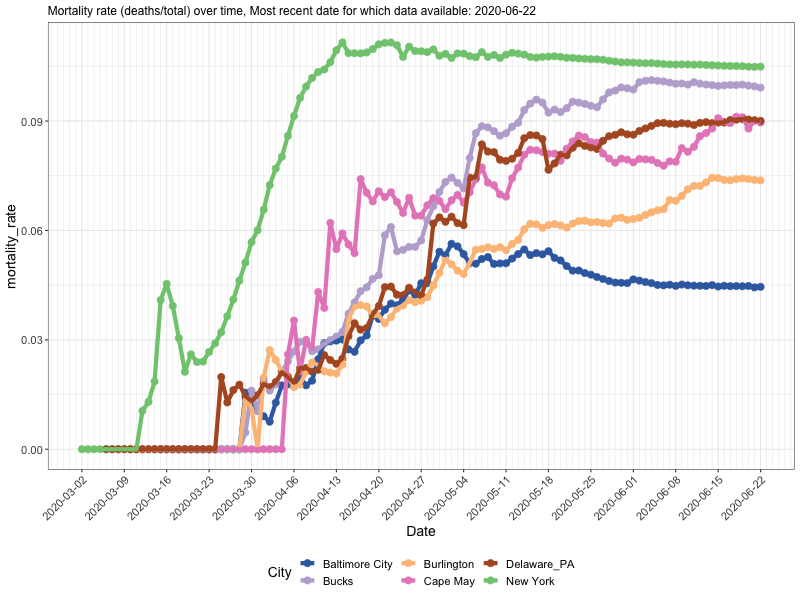 Mortality rate (deaths/total) over time, Most recent date for which data available: 2020-06-22
mortality_rate
0.09
0.06
0.03
0.00
2020-03-02
2020-03-09
2020-03-16
2020-03-23
2020-03-30
2020-04-06
2020-04-13
2020-04-20
2020-04-27
2020-05-04
2020-05-11
2020-05-18
2020-05-25
2020-06-01
2020-06-08
2020-06-15
2020-06-22
Date
City
Baltimore City
Burlington
Delaware_PA
Bucks
Cape May
New York